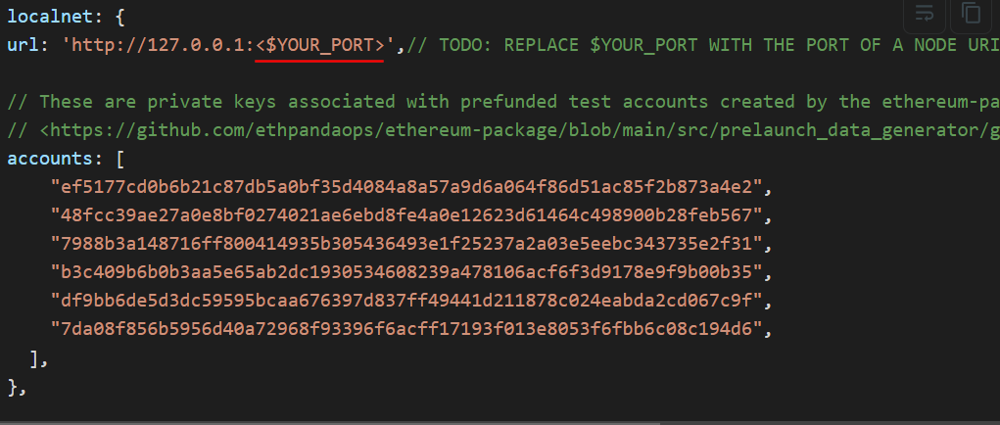 localnet: {
url: 'http://127.0.0.1:<$YOUR_PORT>',// TODO: REPLACE $YOUR_PORT WITH THE PORT OF A NODE URI
// These are private keys associated with prefunded test accounts created by the ethereum-pa
// <https://github.com/ethpandaops/ethereum-package/blob/main/src/prelaunch_data_generator/g
accounts: [
"ef5177cd0b6b21c87db5a0bf35d4084a8a57a9d6a064f86d51ac85f2b873a4e2",
"48fcc39ae27a0e8bf0274021ae6ebd8fe4a0e12623d61464c498900b28feb567",
"7988b3a148716ff800414935b305436493e1f25237a2a03e5eebc343735e2f31",
"b3c409b6b0b3aa5e65ab2dc1930534608239a478106acf6f3d9178e9f9b00b35",
"df9bb6de5d3dc59595bcaa676397d837ff49441d211878c024eabda2cd067c9f",
"7da08f856b5956d40a72968f93396f6acff17193f013e8053f6fbb6c08c194d6",
],
},